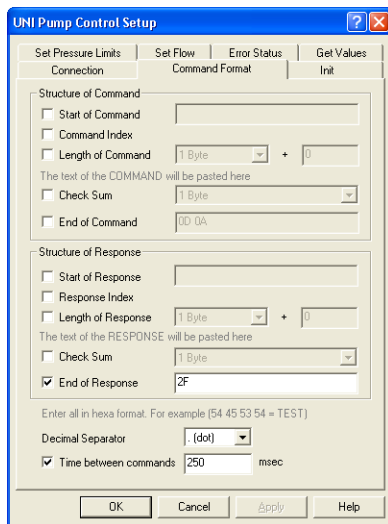 UNI Pump Control Setup
Set Pressure Limits Set Flow Error Status Get Values
Connection Command Format Init
Structure of Command
Start of Command
Command Index
Length of Command 1 Byte + 0
The text of the COMMAND will be pasted here
Check Sum 1 Byte
End of Command 0D 0A
Structure of Response
Start of Response
Response Index
Length of Response 1 Byte + 0
The text of the RESPONSE will be pasted here
Check Sum 1 Byte
End of Response 2F
Enter all in hexa format. For example (54 45 53 54 = TEST)
Decimal Separator . (dot)
Time between commands 250 msec
OK Cancel Apply Help